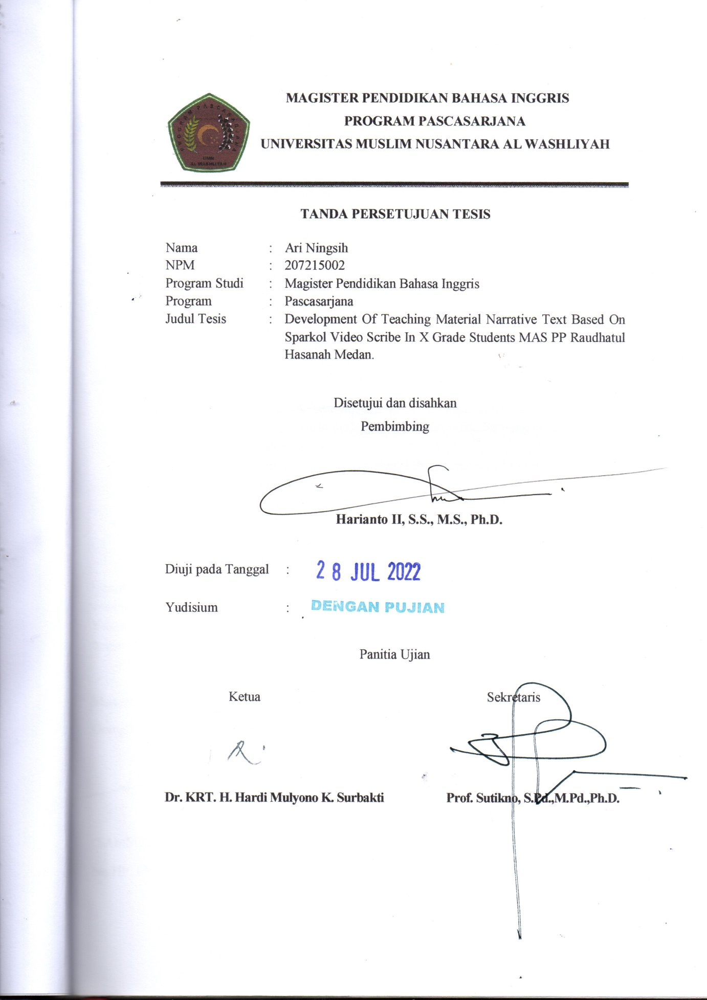 MAGISTER PENDIDIKAN BAHASA INGGRIS
PROGRAM PASCASARJANA
UNIVERSITAS MUSLIM NUSANTARA AL WASHLIYAH
PROGRAM PASCASARJANA
UMN
AL WASHLIYAH
TANDA PERSETUJUAN TESIS
Nama : Ari Ningsih
NPM : 207215002
Program Studi : Magister Pendidikan Bahasa Inggris
Program : Pascasarjana
Judul Tesis : Development Of Teaching Material Narrative Text Based On
Sparkol Video Scribe In X Grade Students MAS PP Raudhatul
Hasanah Medan.
Disetujui dan disahkan
Pembimbing
Harianto II, S.S., M.S., Ph.D.
Diuji pada Tanggal : 28 JUL 2022
Yudisium : DENGAN PUJIAN
Panitia Ujian
Ketua Sekretaris
Dr. KRT. H. Hardi Mulyono K. Surbakti Prof. Sutikno, S.Pd.,M.Pd.,Ph.D.